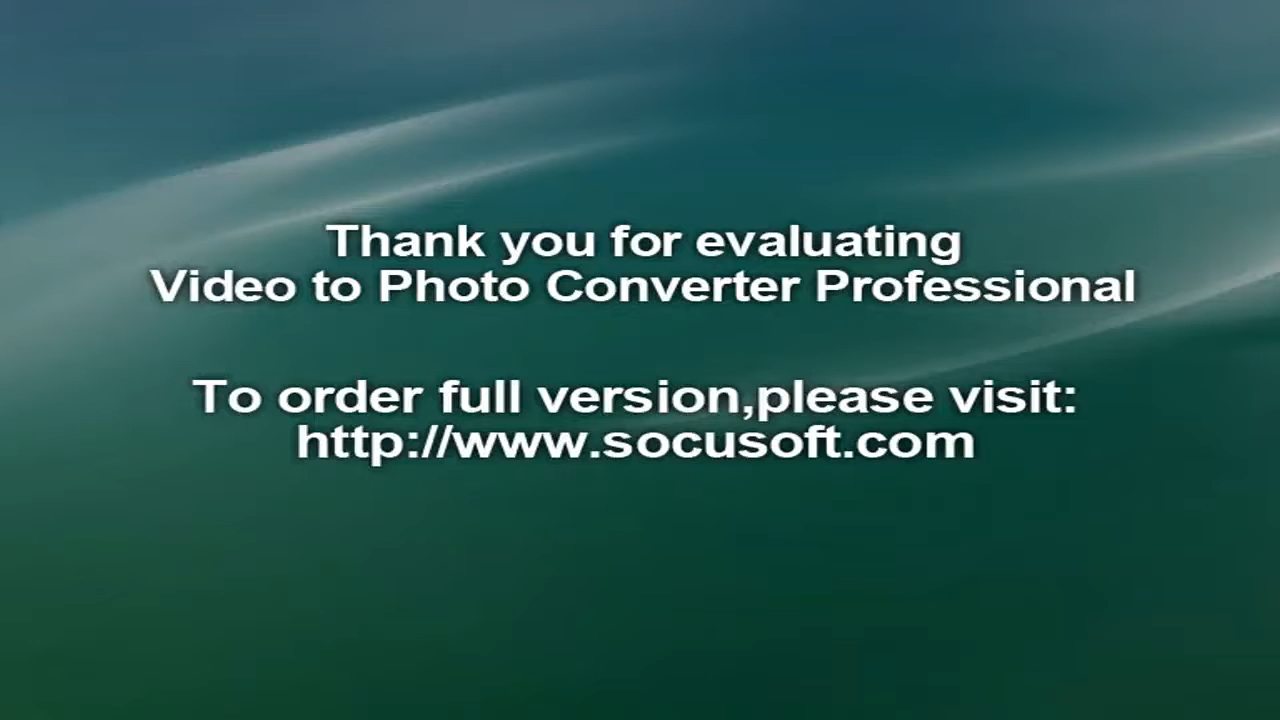 Thank you for evaluating
Video to Photo Converter Professional
To order full version,please visit:
http://www.socusoft.com